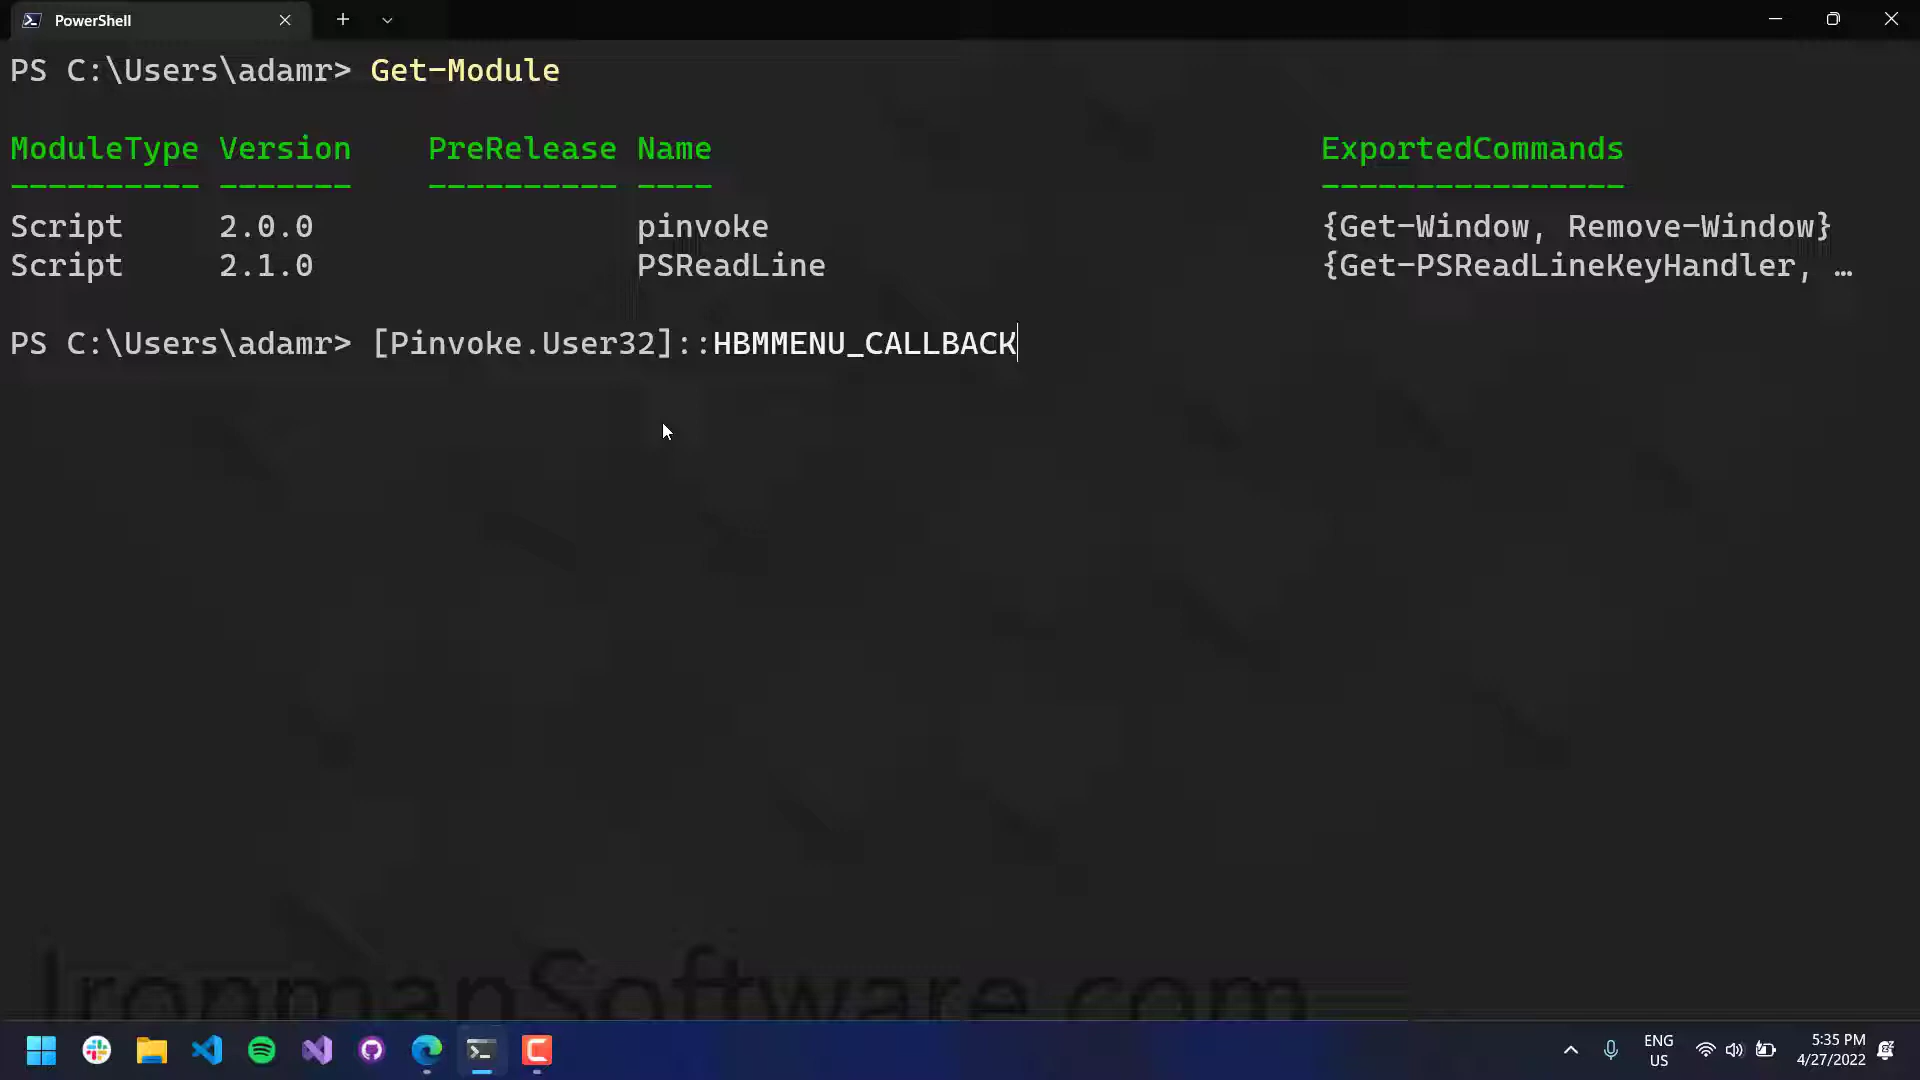 PowerShell
PS C:\Users\adamr> Get-Module
ModuleType Version    PreRelease Name                                ExportedCommands
---------- -------    ---------- ----                                ----------------
Script     2.0.0                 pinvoke                             {Get-Window, Remove-Window}
Script     2.1.0                 PSReadLine                          {Get-PSReadLineKeyHandler, …
PS C:\Users\adamr> [Pinvoke.User32]::HBMMENU_CALLBACK
IronmanSoftware.com
ENG
US
5:35 PM
4/27/2022